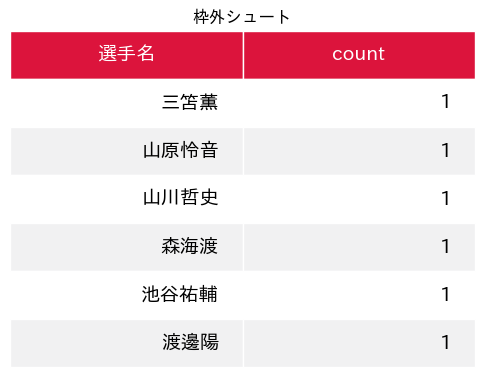 枠外シュート
選手名 count
三笘薫 1
山原怜音 1
山川哲史 1
森海渡 1
池谷祐輔 1
渡邊陽 1